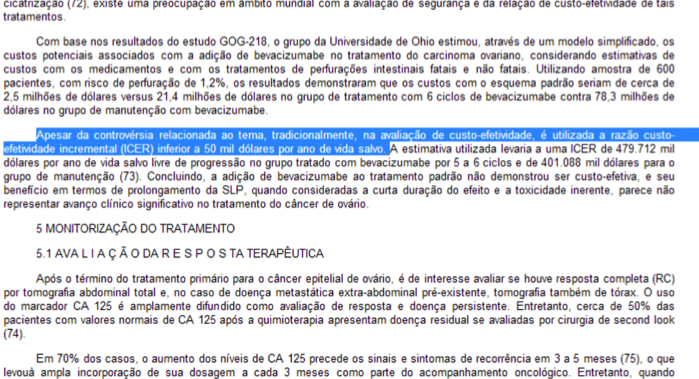 cicatrização (72), existe uma preocupação em âmbito mundial com a avaliação de segurança e da relação de custo-efetividade de tais
tratamentos.
Com base nos resultados do estudo GOG-218, o grupo da Universidade de Ohio estimou, através de um modelo simplificado, os
custos potenciais associados com a adição de bevacizumabe no tratamento do carcinoma ovariano, considerando estimativas de
custos com os medicamentos e com os tratamentos de perfurações intestinais fatais e não fatais. Utilizando amostra de 600
pacientes, com risco de perfuração de 1,2%, os resultados demonstraram que os custos com o esquema padrão seriam de cerca de
2,5 milhões de dólares versus 21,4 milhões de dólares no grupo de tratamento com 6 ciclos de bevacizumabe contra 78,3 milhões de
dólares no grupo de manutenção com bevacizumabe.
Apesar da controvérsia relacionada ao tema, tradicionalmente, na avaliação de custo-efetividade, é utilizada a razão custo-
efetividade incremental (ICER) inferior a 50 mil dólares por ano de vida salvo. A estimativa utilizada levaria a uma ICER de 479.712 mil
dólares por ano de vida salvo livre de progressão no grupo tratado com bevacizumabe por 5 a 6 ciclos e de 401.088 mil dólares para o
grupo de manutenção (73). Concluindo, a adição de bevacizumabe ao tratamento padrão não demonstrou ser custo-efetiva, e seu
benefício em termos de prolongamento da SLP, quando consideradas a curta duração do efeito e a toxicidade inerente, parece não
representar avanço clínico significativo no tratamento do câncer de ovário.
5 MONITORIZAÇÃO DO TRATAMENTO
5.1 AVA L I A Ç Ã O DA R E S P O S TA TERAPÊUTICA
Após o término do tratamento primário para o câncer epitelial de ovário, é de interesse avaliar se houve resposta completa (RC)
por tomografia abdominal total e, no caso de doença metastática extra-abdominal pré-existente, tomografia também de tórax. O uso
do marcador CA 125 é amplamente difundido como avaliação de resposta e doença persistente. Entretanto, cerca de 50% das
pacientes com valores normais de CA 125 após a quimioterapia apresentam doença residual se avaliadas por cirurgia de second look
(74).
Em 70% dos casos, o aumento dos níveis de CA 125 precede os sinais e sintomas de recorrência em 3 a 5 meses (75), o que
levouà ampla incorporação de sua dosagem a cada 3 meses como parte do acompanhamento oncológico. Entretanto, quando